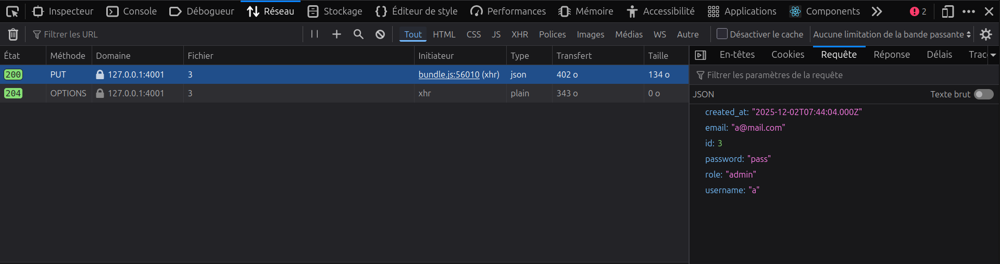 Inspecteur Console Débogueur Réseau Stockage Éditeur de style Performances Mémoire Accessibilité Applications Components 2
Filtrer les URL Tout HTML CSS JS XHR Polices Images Médias WS Autre Désactiver le cache Aucune limitation de la bande passante
État Méthode Domaine Fichier Initiateur Type Transfert Taille
200 PUT 127.0.0.1:4001 3 bundle.js:56010 (xhr) json 402 o 134 o
204 OPTIONS 127.0.0.1:4001 3 xhr plain 343 o 0 o
En-têtes Cookies Requête Réponse Délais Trac
Filtrer les paramètres de la requête
JSON Texte brut
created_at: "2025-12-02T07:44:04.000Z"
email: "a@mail.com"
id: 3
password: "pass"
role: "admin"
username: "a"